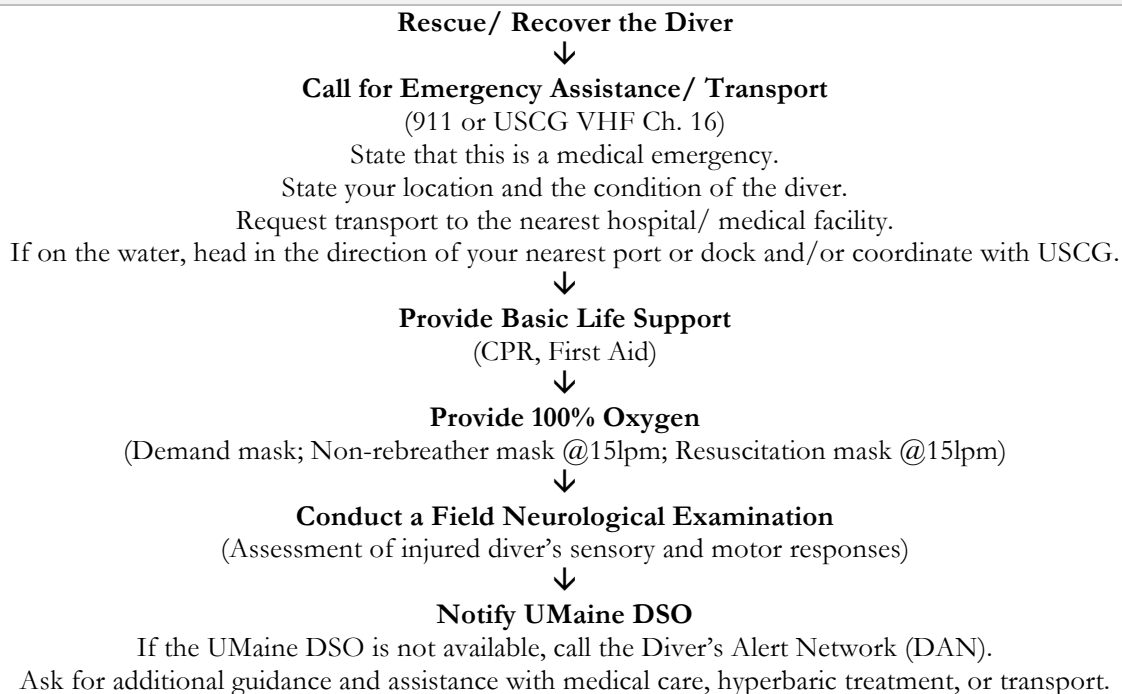 Rescue/ Recover the Diver
↓
Call for Emergency Assistance/ Transport
(911 or USCG VHF Ch. 16)
State that this is a medical emergency.
State your location and the condition of the diver.
Request transport to the nearest hospital/ medical facility.
If on the water, head in the direction of your nearest port or dock and/or coordinate with USCG.
↓
Provide Basic Life Support
(CPR, First Aid)
↓
Provide 100% Oxygen
(Demand mask; Non-rebreather mask @15lpm; Resuscitation mask @15lpm)
↓
Conduct a Field Neurological Examination
(Assessment of injured diver's sensory and motor responses)
↓
Notify UMaine DSO
If the UMaine DSO is not available, call the Diver's Alert Network (DAN).
Ask for additional guidance and assistance with medical care, hyperbaric treatment, or transport.